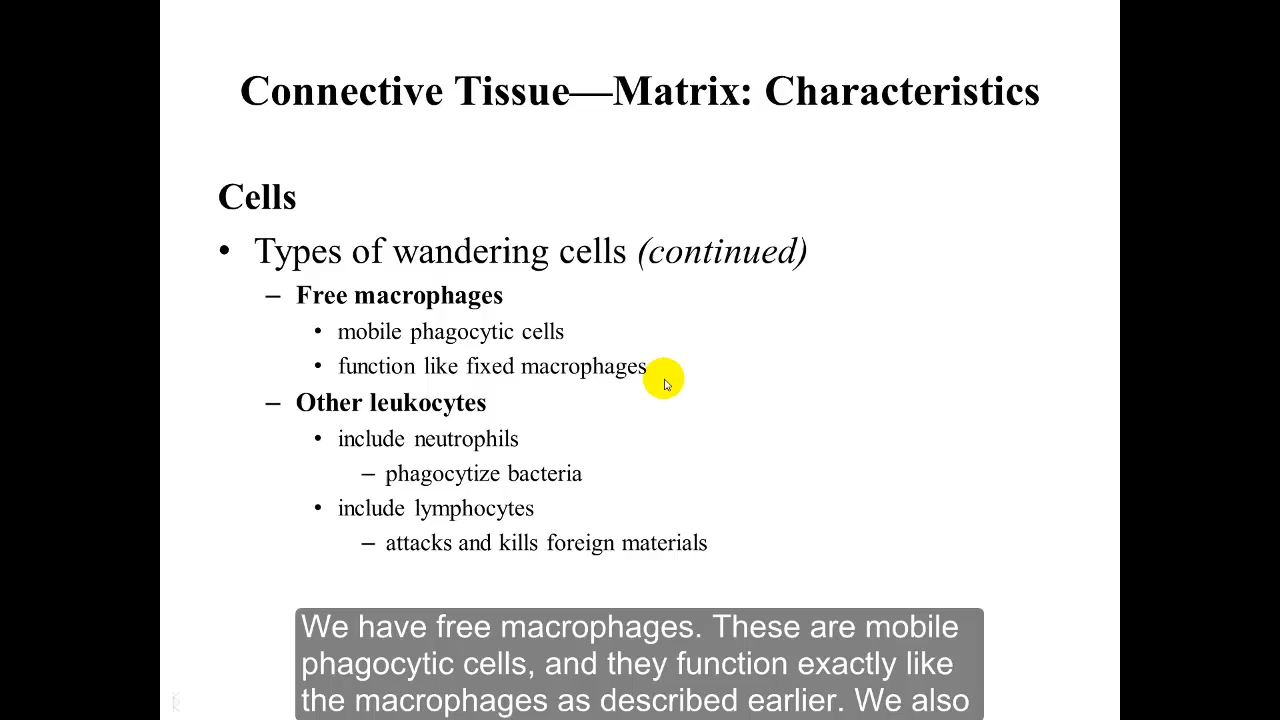 Connective Tissue—Matrix: Characteristics
Cells
• Types of wandering cells (continued)
– Free macrophages
• mobile phagocytic cells
• function like fixed macrophages
– Other leukocytes
• include neutrophils
– phagocytize bacteria
• include lymphocytes
– attacks and kills foreign materials
We have free macrophages. These are mobile
phagocytic cells, and they function exactly like
the macrophages as described earlier. We also